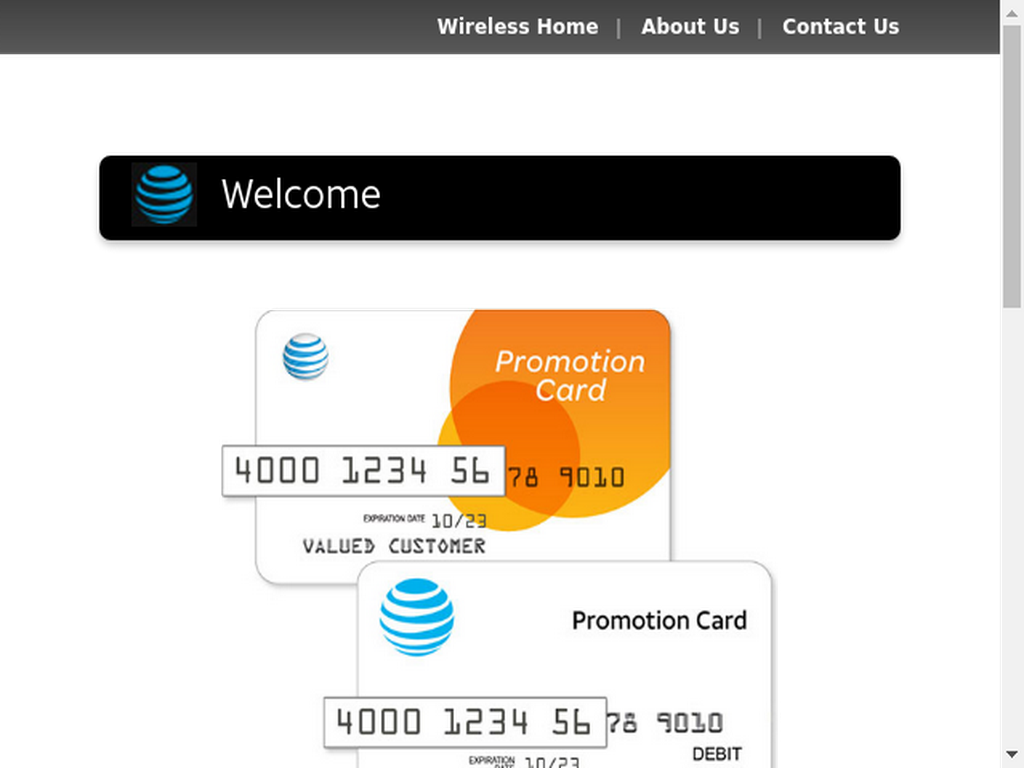 Wireless Home | About Us | Contact Us
Welcome
Promotion
Card
4000 1234 56 78 9010
EXPIRATION DATE 10/23
VALUED CUSTOMER
Promotion Card
4000 1234 56 78 9010
DEBIT
EXPIRATION DATE 10/23